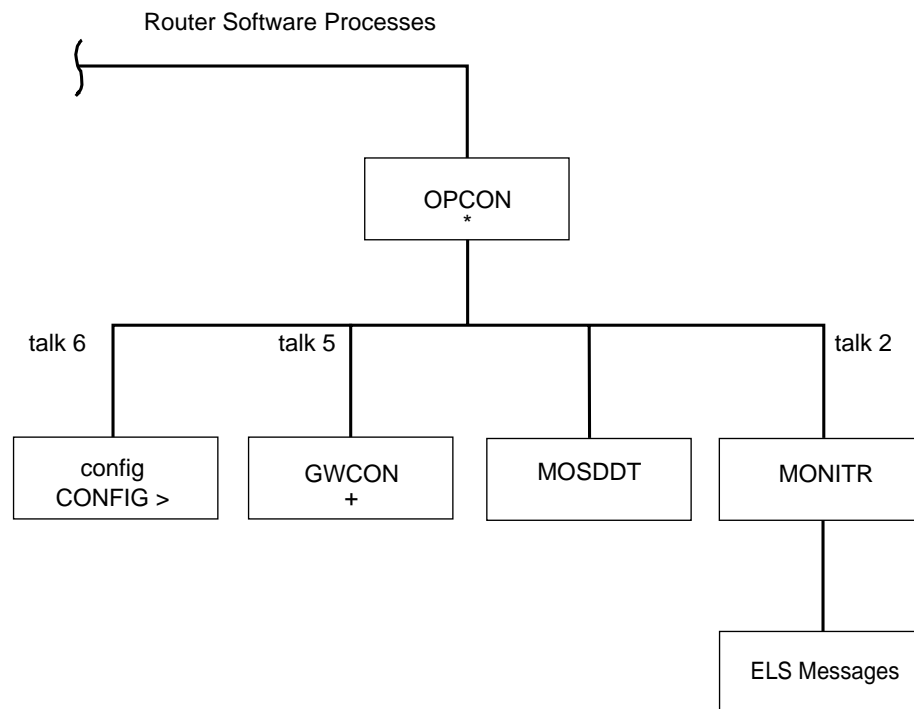 Router Software Processes
OPCON
*
talk 6
talk 5
talk 2
config
CONFIG >
GWCON
+
MOSDDT
MONITR
ELS Messages